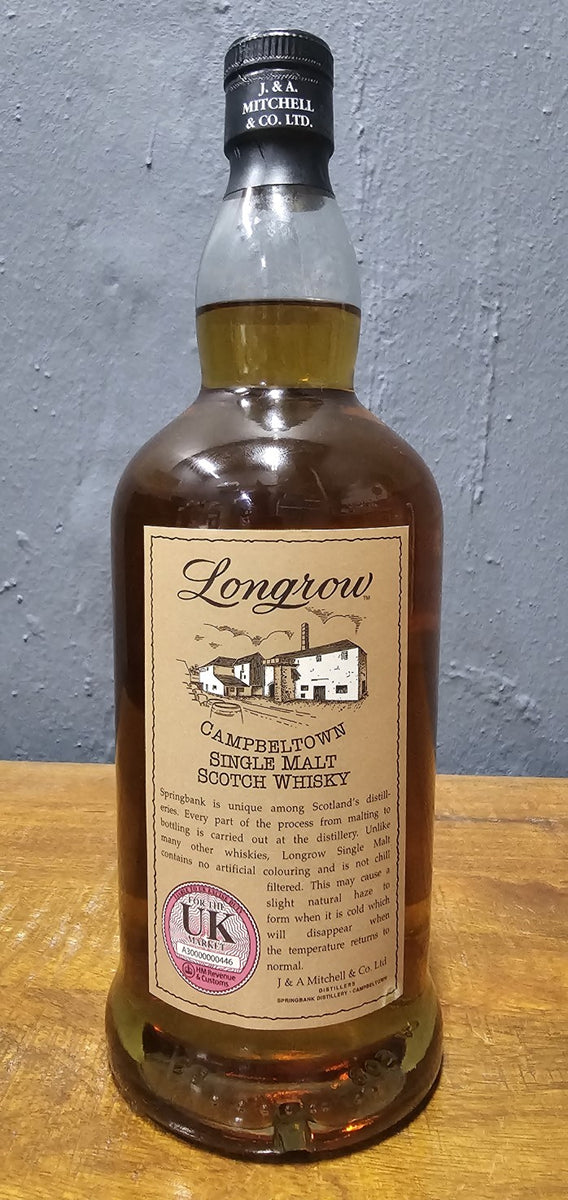 J. & A.
MITCHELL
& CO. LTD.
Longrow™
CAMPBELTOWN
SINGLE MALT
SCOTCH WHISKY
Springbank is unique among Scotland's distill-
eries. Every part of the process from malting to
bottling is carried out at the distillery. Unlike
many other whiskies, Longrow Single Malt
contains no artificial colouring and is not chill
filtered. This may cause a
slight natural haze to
form when it is cold which
will disappear when
the temperature returns to
normal.
FOR THE
UK
MARKET
A30000000446
HM Revenue
& Customs
J & A Mitchell & Co. Ltd
DISTILLERS
SPRINGBANK DISTILLERY - CAMPBELTOWN